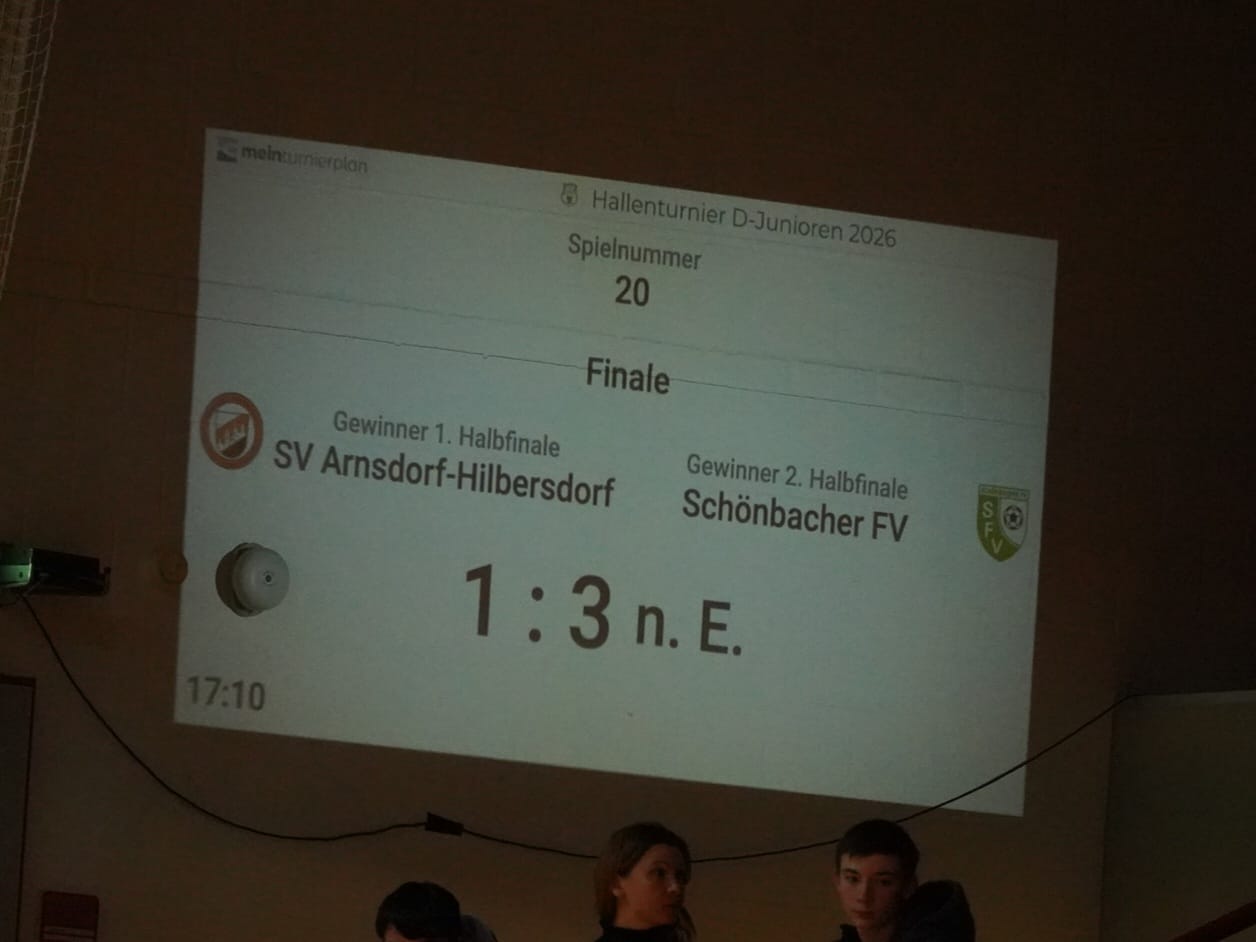 meinturnierplan
Hallenturnier D-Junioren 2026
Spielnummer
20
Finale
Gewinner 1. Halbfinale
SV Arnsdorf-Hilbersdorf
Gewinner 2. Halbfinale
Schönbacher FV
SFV
1 : 3 n. E.
17:10